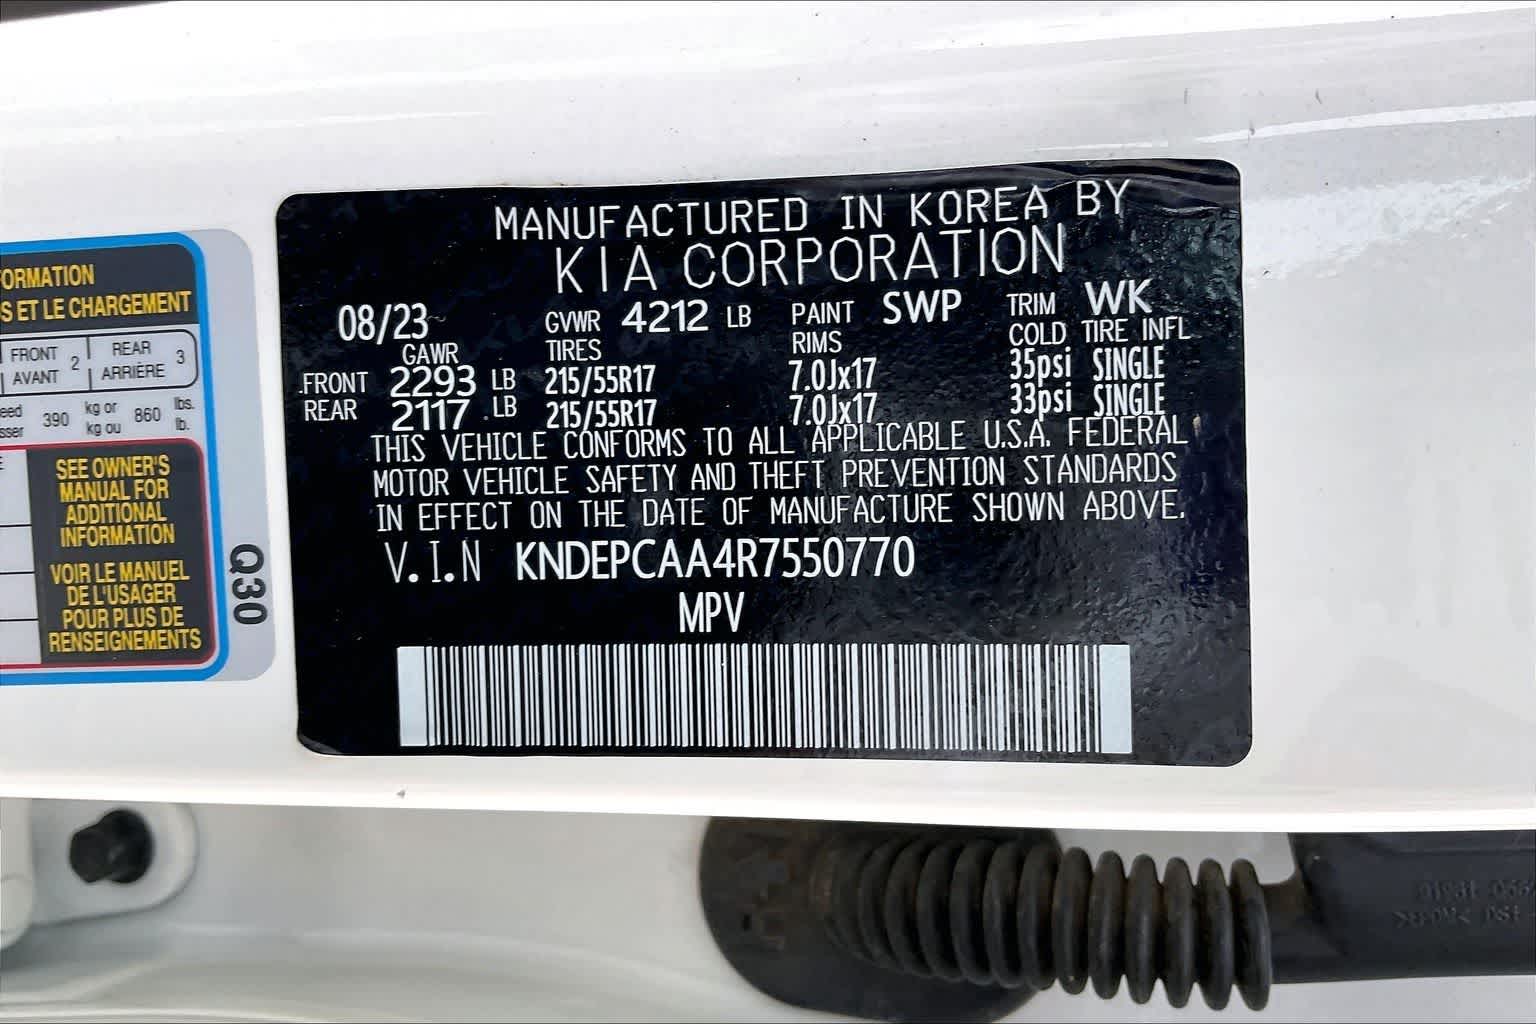 FORMATION
S ET LE CHARGEMENT
FRONT
AVANT 2
REAR
ARRIÈRE 3
390 kg or
kg ou 860 lbs.
lb.
SEE OWNER'S
MANUAL FOR
ADDITIONAL
INFORMATION
VOIR LE MANUEL
DE L'USAGER
POUR PLUS DE
RENSEIGNEMENTS
Q30
MANUFACTURED IN KOREA BY
KIA CORPORATION
08/23 GVWR 4212 LB PAINT SWP TRIM WK
GAWR TIRES RIMS COLD TIRE INFL
FRONT 2293 LB 215/55R17 7.0Jx17 35psi SINGLE
REAR 2117 LB 215/55R17 7.0Jx17 33psi SINGLE
THIS VEHICLE CONFORMS TO ALL APPLICABLE U.S.A. FEDERAL
MOTOR VEHICLE SAFETY AND THEFT PREVENTION STANDARDS
IN EFFECT ON THE DATE OF MANUFACTURE SHOWN ABOVE.
V.I.N KNDEPCAA4R7550770
MPV